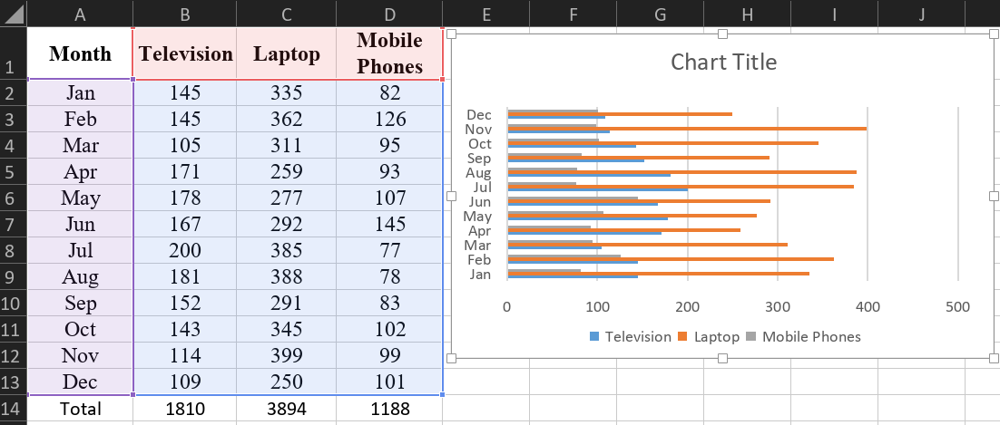 A B C D E F G H I J
1 Month Television Laptop Mobile Phones
2 Jan 145 335 82
3 Feb 145 362 126
4 Mar 105 311 95
5 Apr 171 259 93
6 May 178 277 107
7 Jun 167 292 145
8 Jul 200 385 77
9 Aug 181 388 78
10 Sep 152 291 83
11 Oct 143 345 102
12 Nov 114 399 99
13 Dec 109 250 101
14 Total 1810 3894 1188
Chart Title
Dec
Nov
Oct
Sep
Aug
Jul
Jun
May
Apr
Mar
Feb
Jan
0 100 200 300 400 500
Television Laptop Mobile Phones